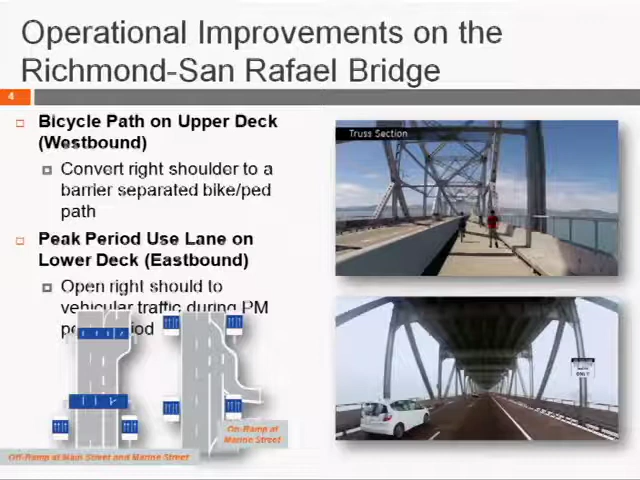 Operational Improvements on the
Richmond-San Rafael Bridge
4
Bicycle Path on Upper Deck
(Westbound)
Convert right shoulder to a
barrier separated bike/ped
path
Peak Period Use Lane on
Lower Deck (Eastbound)
Open right should to
vehicular traffic during PM
Truss Section
ONLY
On-Ramp at
Marine Street
Off-Ramp at Main Street and Marine Street